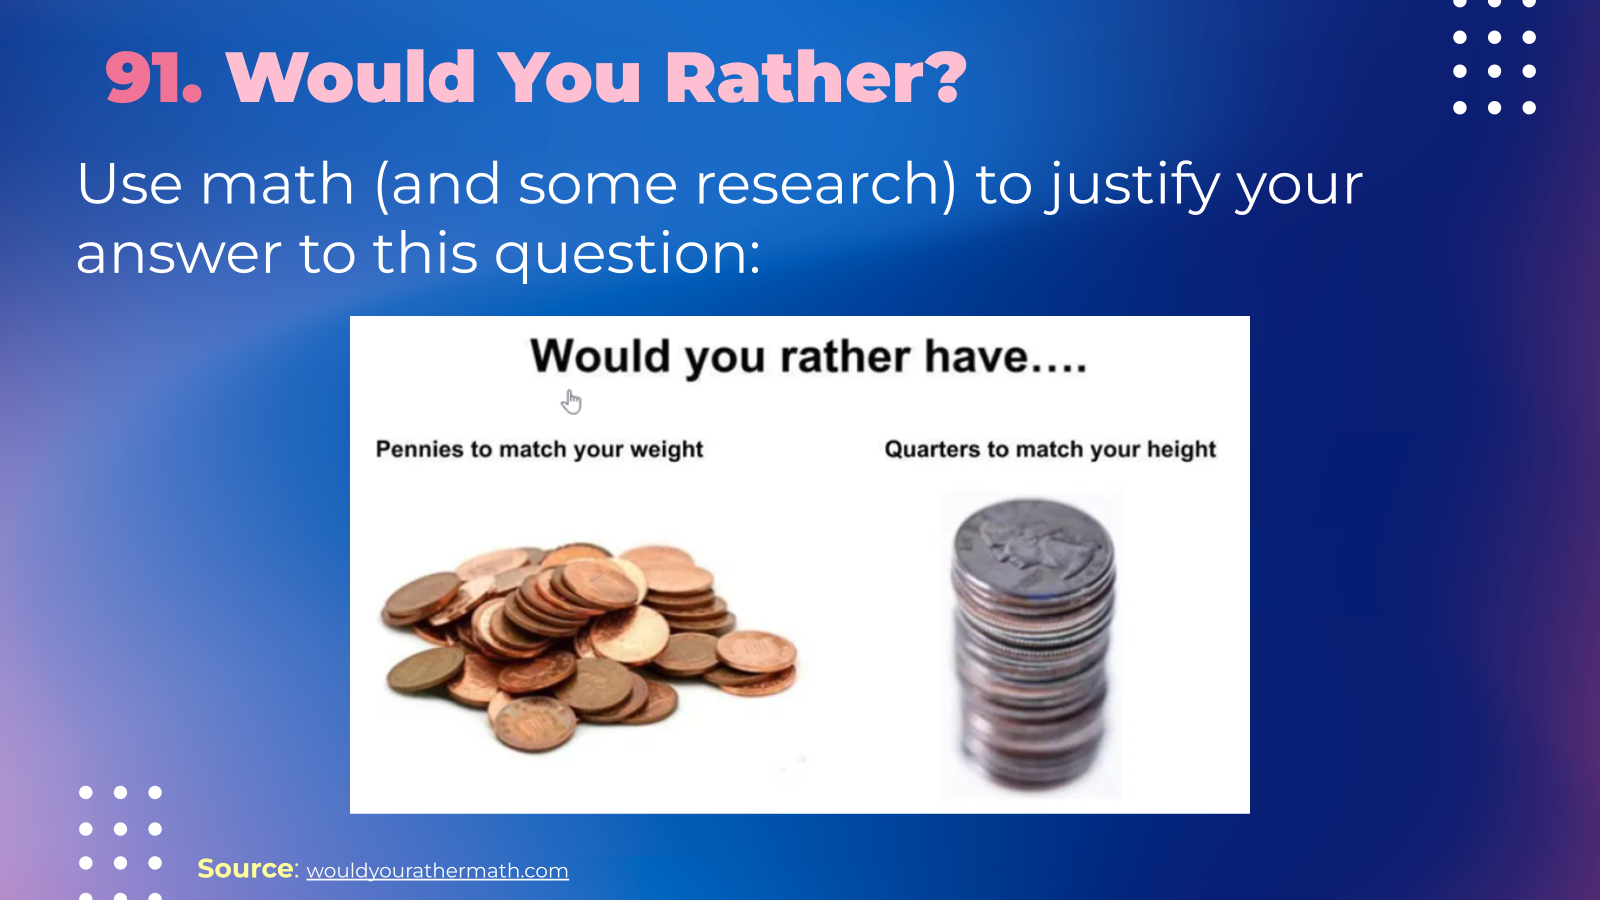 91. Would You Rather?
Use math (and some research) to justify your
answer to this question:
Would you rather have....
Pennies to match your weight
Quarters to match your height
Source: wouldyourathermath.com